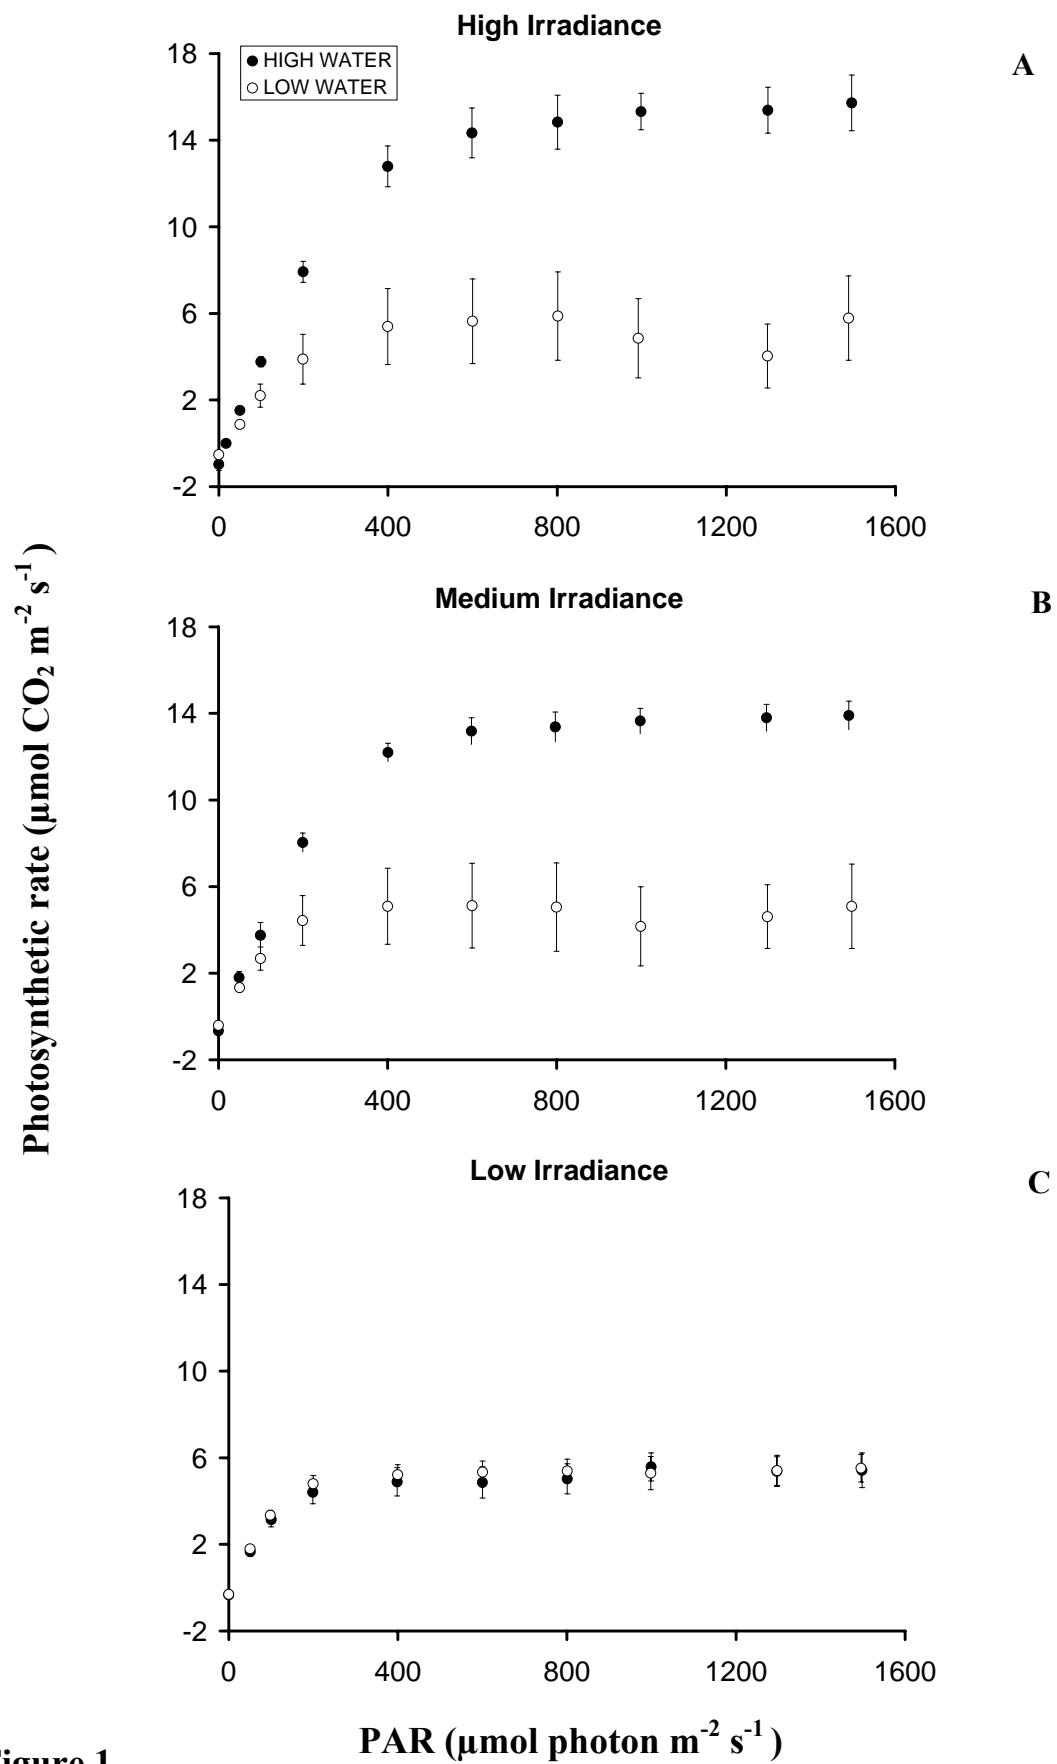 High Irradiance
A
HIGH WATER
LOW WATER
18
14
10
6
2
-2
0 400 800 1200 1600
Medium Irradiance
B
18
14
10
6
2
-2
0 400 800 1200 1600
Low Irradiance
C
18
14
10
6
2
-2
0 400 800 1200 1600
Photosynthetic rate (µmol CO₂ m⁻² s⁻¹ )
PAR (µmol photon m⁻² s⁻¹ )
igure 1